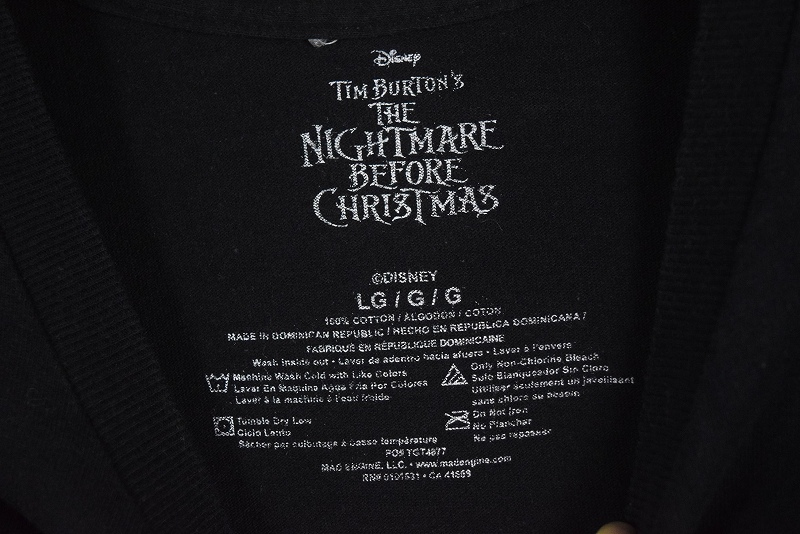 Disney
Tim Burton's
THE
NIGHTMARE
BEFORE
CHRISTMAS
©DISNEY
LG / G / G
100% COTTON / ALGODON / COTON
MADE IN DOMINICAN REPUBLIC / HECHO EN REPUBLICA DOMINICANA /
FABRIQUÉ EN RÉPUBLIQUE DOMINICAINE
Wash inside out • Lavar de adentro hacia afuera • Laver à l'envers
Machine Wash Cold with Like Colors
Lavar En Maquina Agua Fria Por Colores
Laver à la machine à l'eau froide
Only Non-Chlorine Bleach
Solo Blanqueador Sin Cloro
Utiliser seulement un javellisant
sans chlore au besoin
Tumble Dry Low
Ciclo Lento
Sécher par culbutage à basse température
Do Not Iron
No Planchar
Ne pas repasser
PO# TGT4877
MAD ENGINE, LLC. • www.madengine.com
RN# 0101631 • CA 41589